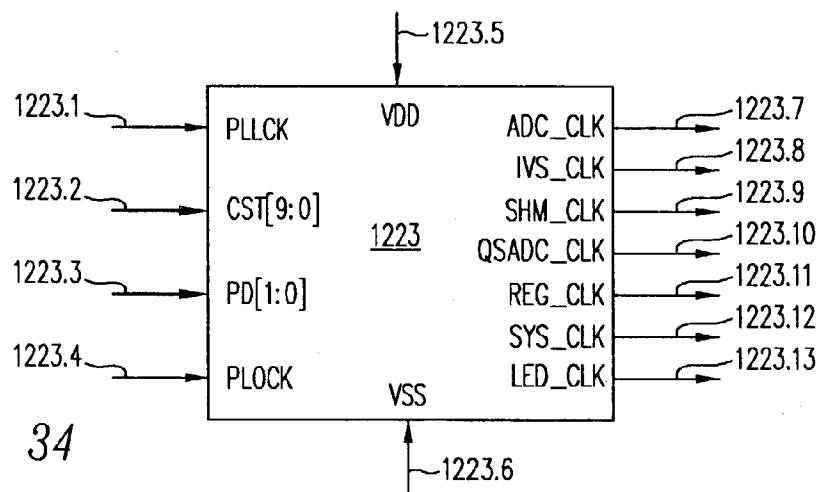 1223.5
1223.1
PLLCK
VDD
ADC_CLK
1223.7
IVS_CLK
1223.8
1223.2
CST[9:0]
SHM_CLK
1223.9
1223
QSADC_CLK
1223.10
1223.3
PD[1:0]
REG_CLK
1223.11
SYS_CLK
1223.12
1223.4
PLOCK
VSS
LED_CLK
1223.13
34
1223.6